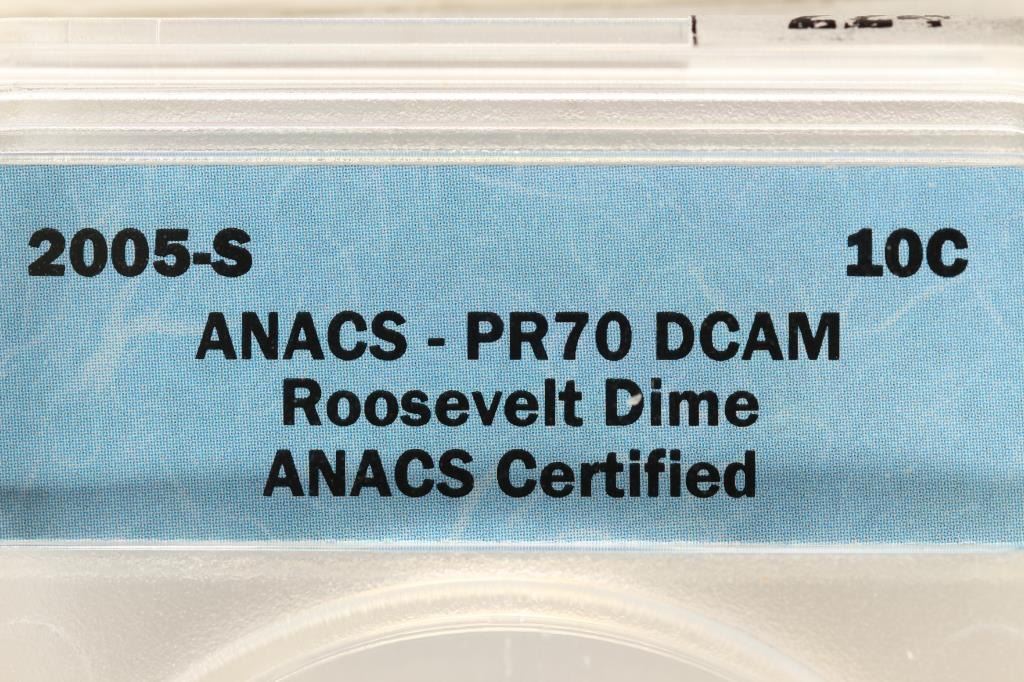 2005-S 10C
ANACS - PR70 DCAM
Roosevelt Dime
ANACS Certified